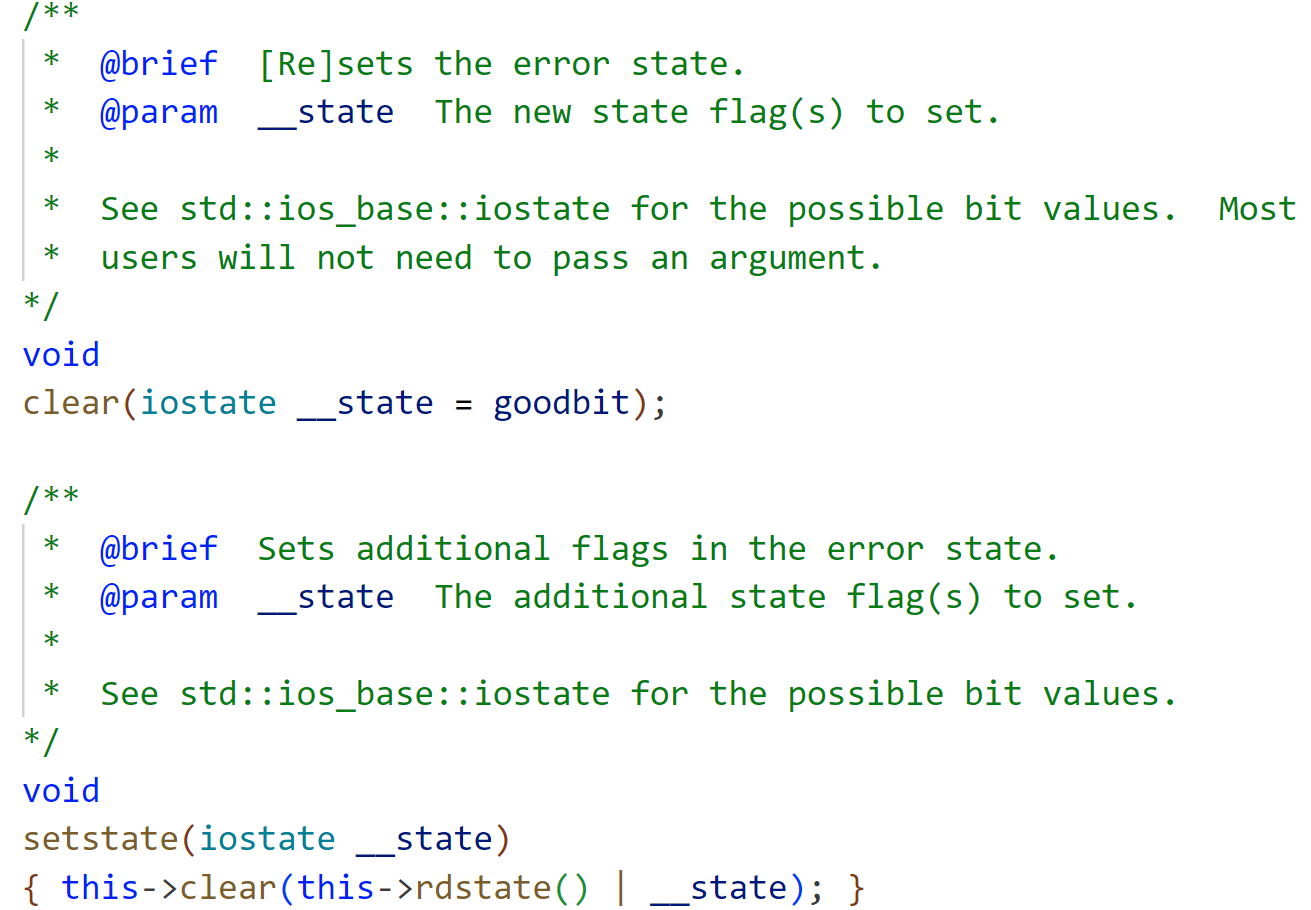 /**
 *  @brief  [Re]sets the error state.
 *  @param  __state  The new state flag(s) to set.
 *
 *  See std::ios_base::iostate for the possible bit values.  Most
 *  users will not need to pass an argument.
*/
void
clear(iostate __state = goodbit);

/**
 *  @brief  Sets additional flags in the error state.
 *  @param  __state  The additional state flag(s) to set.
 *
 *  See std::ios_base::iostate for the possible bit values.
*/
void
setstate(iostate __state)
{ this->clear(this->rdstate() | __state); }